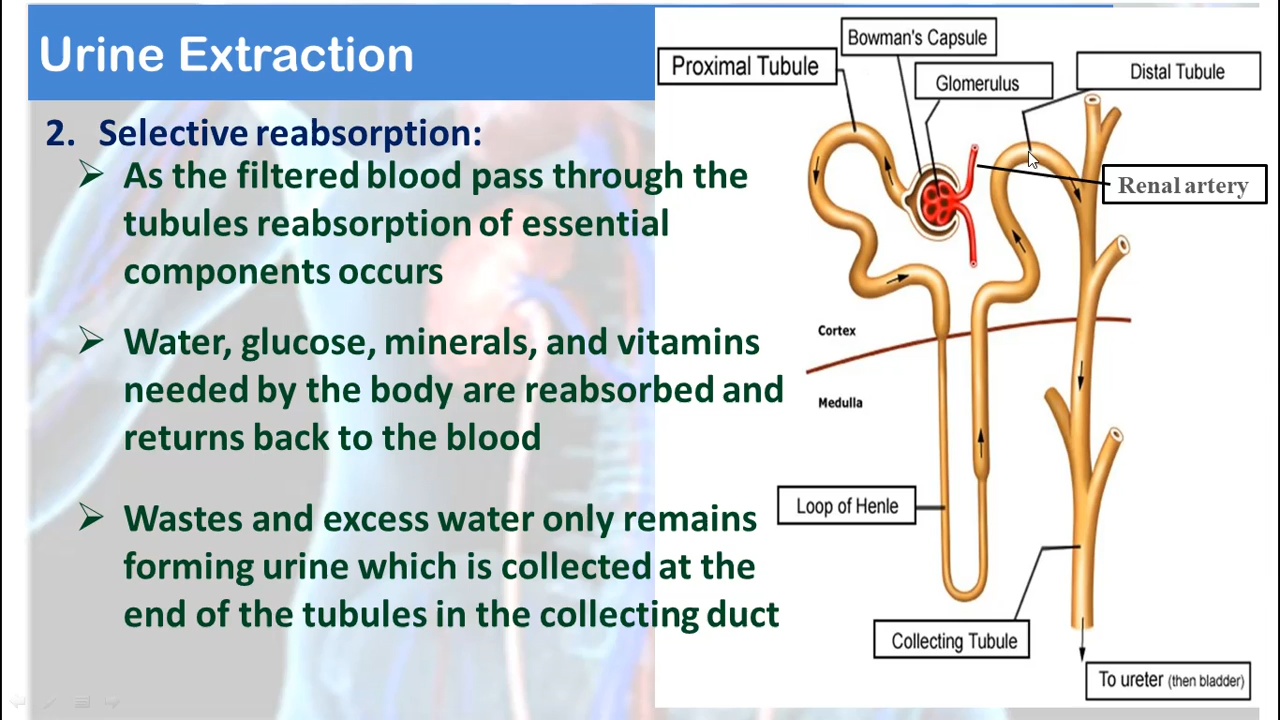 Urine Extraction
2. Selective reabsorption:
As the filtered blood pass through the
tubules reabsorption of essential
components occurs
Water, glucose, minerals, and vitamins
needed by the body are reabsorbed and
returns back to the blood
Wastes and excess water only remains
forming urine which is collected at the
end of the tubules in the collecting duct
Bowman's Capsule
Proximal Tubule
Glomerulus
Distal Tubule
Renal artery
Cortex
Medulla
Loop of Henle
Collecting Tubule
To ureter (then bladder)